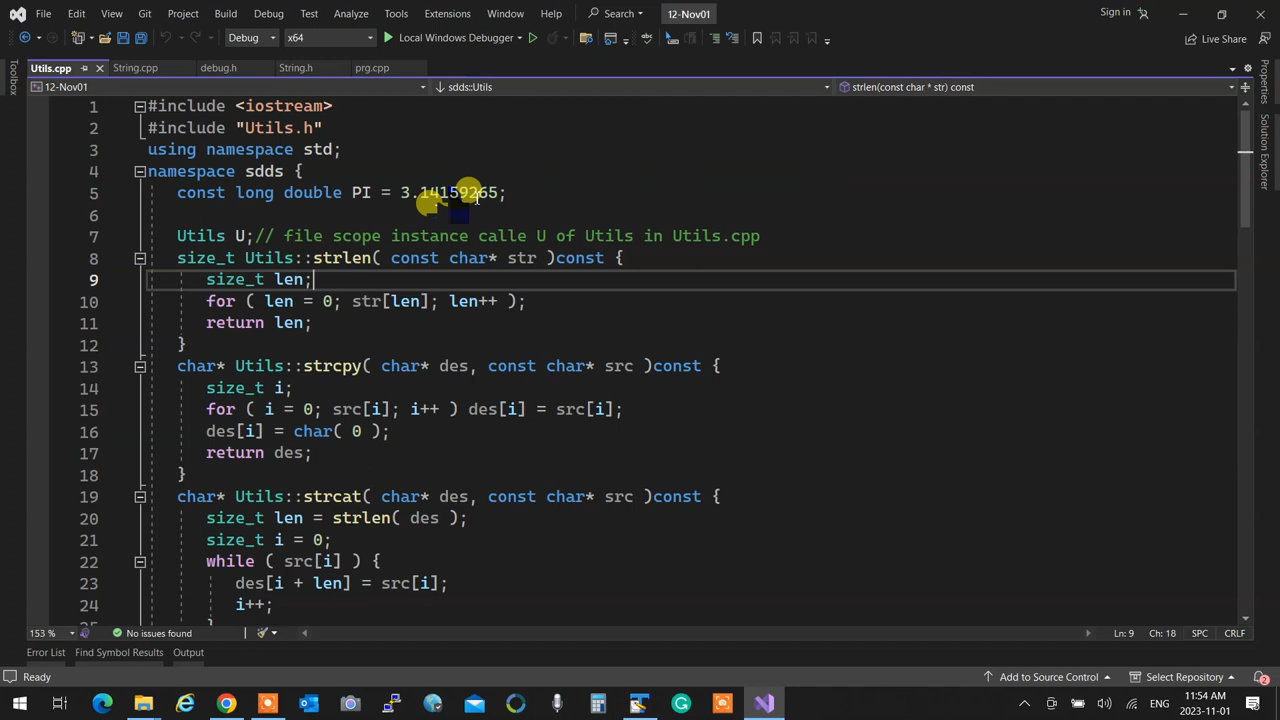 File Edit View Git Project Build Debug Test Analyze Tools Extensions Window Help Search 12-Nov01 Sign in
Debug x64 Local Windows Debugger Live Share
Utils.cpp String.cpp debug.h String.h prg.cpp
12-Nov01 sdds::Utils strlen(const char * str) const
Toolbox
Properties
Solution Explorer
1 #include <iostream>
2 #include "Utils.h"
3 using namespace std;
4 namespace sdds {
5 const long double PI = 3.14159265;
6
7 Utils U;// file scope instance calle U of Utils in Utils.cpp
8 size_t Utils::strlen( const char* str )const {
9 size_t len;
10 for ( len = 0; str[len]; len++ );
11 return len;
12 }
13 char* Utils::strcpy( char* des, const char* src )const {
14 size_t i;
15 for ( i = 0; src[i]; i++ ) des[i] = src[i];
16 des[i] = char( 0 );
17 return des;
18 }
19 char* Utils::strcat( char* des, const char* src )const {
20 size_t len = strlen( des );
21 size_t i = 0;
22 while ( src[i] ) {
23 des[i + len] = src[i];
24 i++;
}
153 % No issues found Ln: 9 Ch: 18 SPC CRLF
Error List Find Symbol Results Output
Ready Add to Source Control Select Repository 2
11:54 AM
ENG
2023-11-01